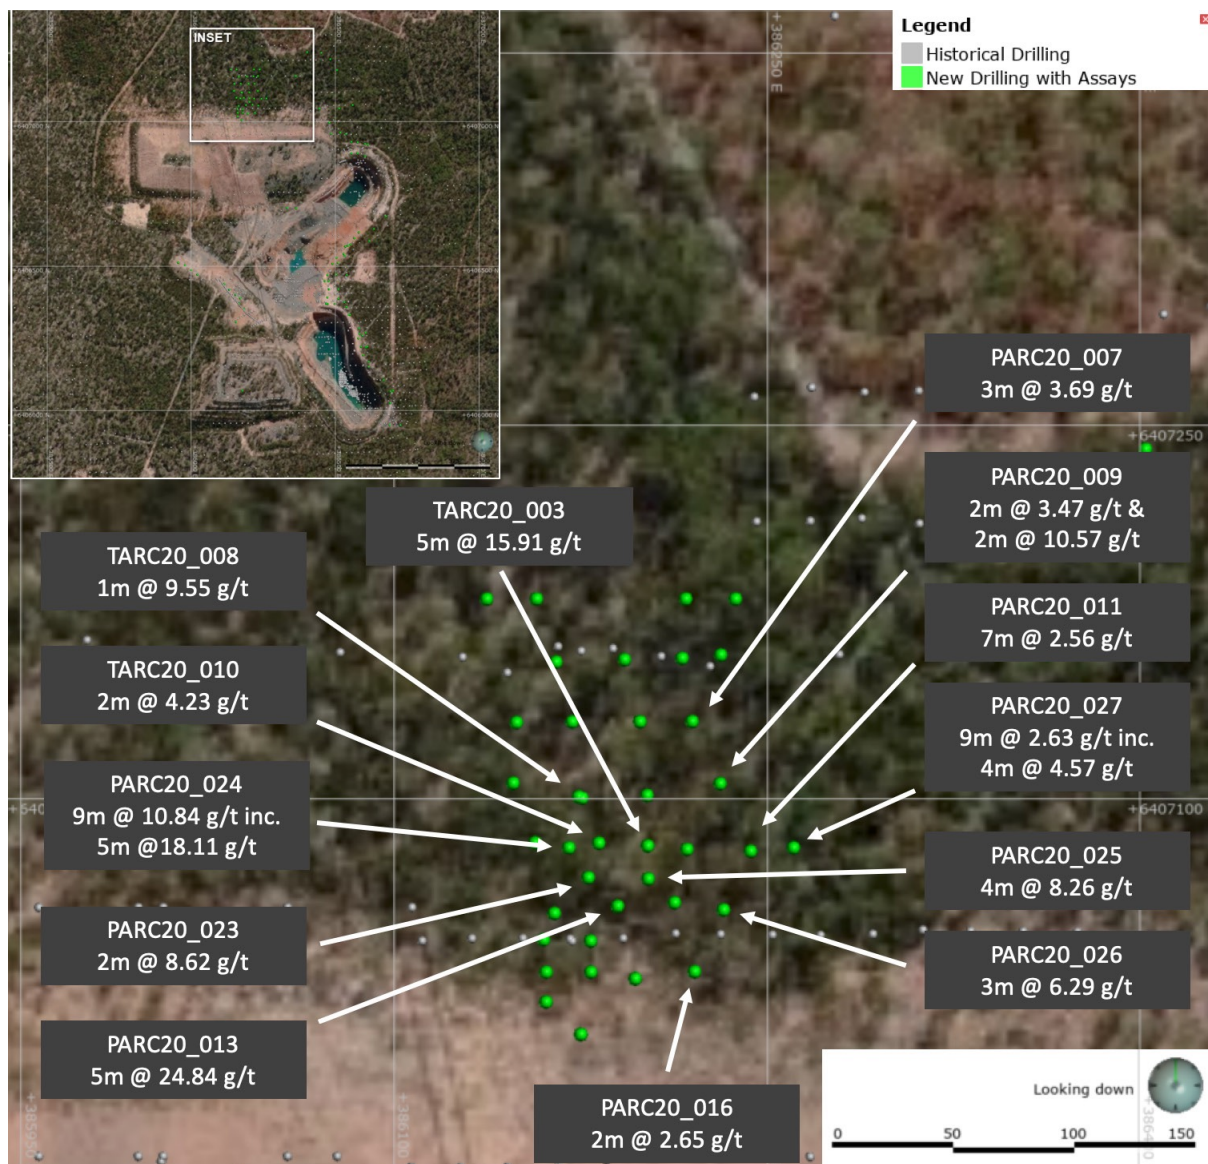 INSET
Legend
Historical Drilling
New Drilling with Assays
+386250 E
PARC20_007
3m @ 3.69 g/t
+6407250
PARC20_009
2m @ 3.47 g/t &
2m @ 10.57 g/t
TARC20_003
5m @ 15.91 g/t
TARC20_008
1m @ 9.55 g/t
PARC20_011
7m @ 2.56 g/t
TARC20_010
2m @ 4.23 g/t
PARC20_027
9m @ 2.63 g/t inc.
4m @ 4.57 g/t
PARC20_024
9m @ 10.84 g/t inc.
5m @18.11 g/t
+6407100
PARC20_025
4m @ 8.26 g/t
PARC20_023
2m @ 8.62 g/t
PARC20_026
3m @ 6.29 g/t
PARC20_013
5m @ 24.84 g/t
PARC20_016
2m @ 2.65 g/t
+385950
+386100
Looking down
0 50 100 150